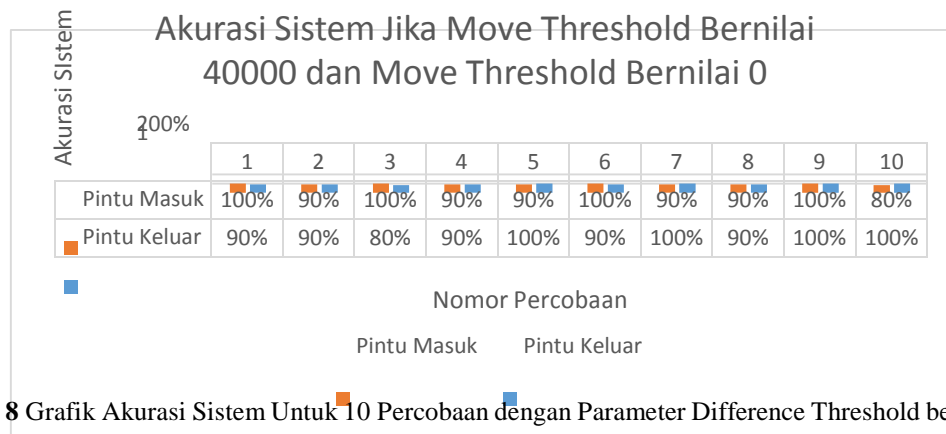 Akurasi Sistem Jika Move Threshold Bernilai
40000 dan Move Threshold Bernilai 0
Akurasi SIstem
200%
1
1 2 3 4 5 6 7 8 9 10
Pintu Masuk 100% 90% 100% 90% 90% 100% 90% 90% 100% 80%
Pintu Keluar 90% 90% 80% 90% 100% 90% 100% 90% 100% 100%
Nomor Percobaan
Pintu Masuk Pintu Keluar
8 Grafik Akurasi Sistem Untuk 10 Percobaan dengan Parameter Difference Threshold be